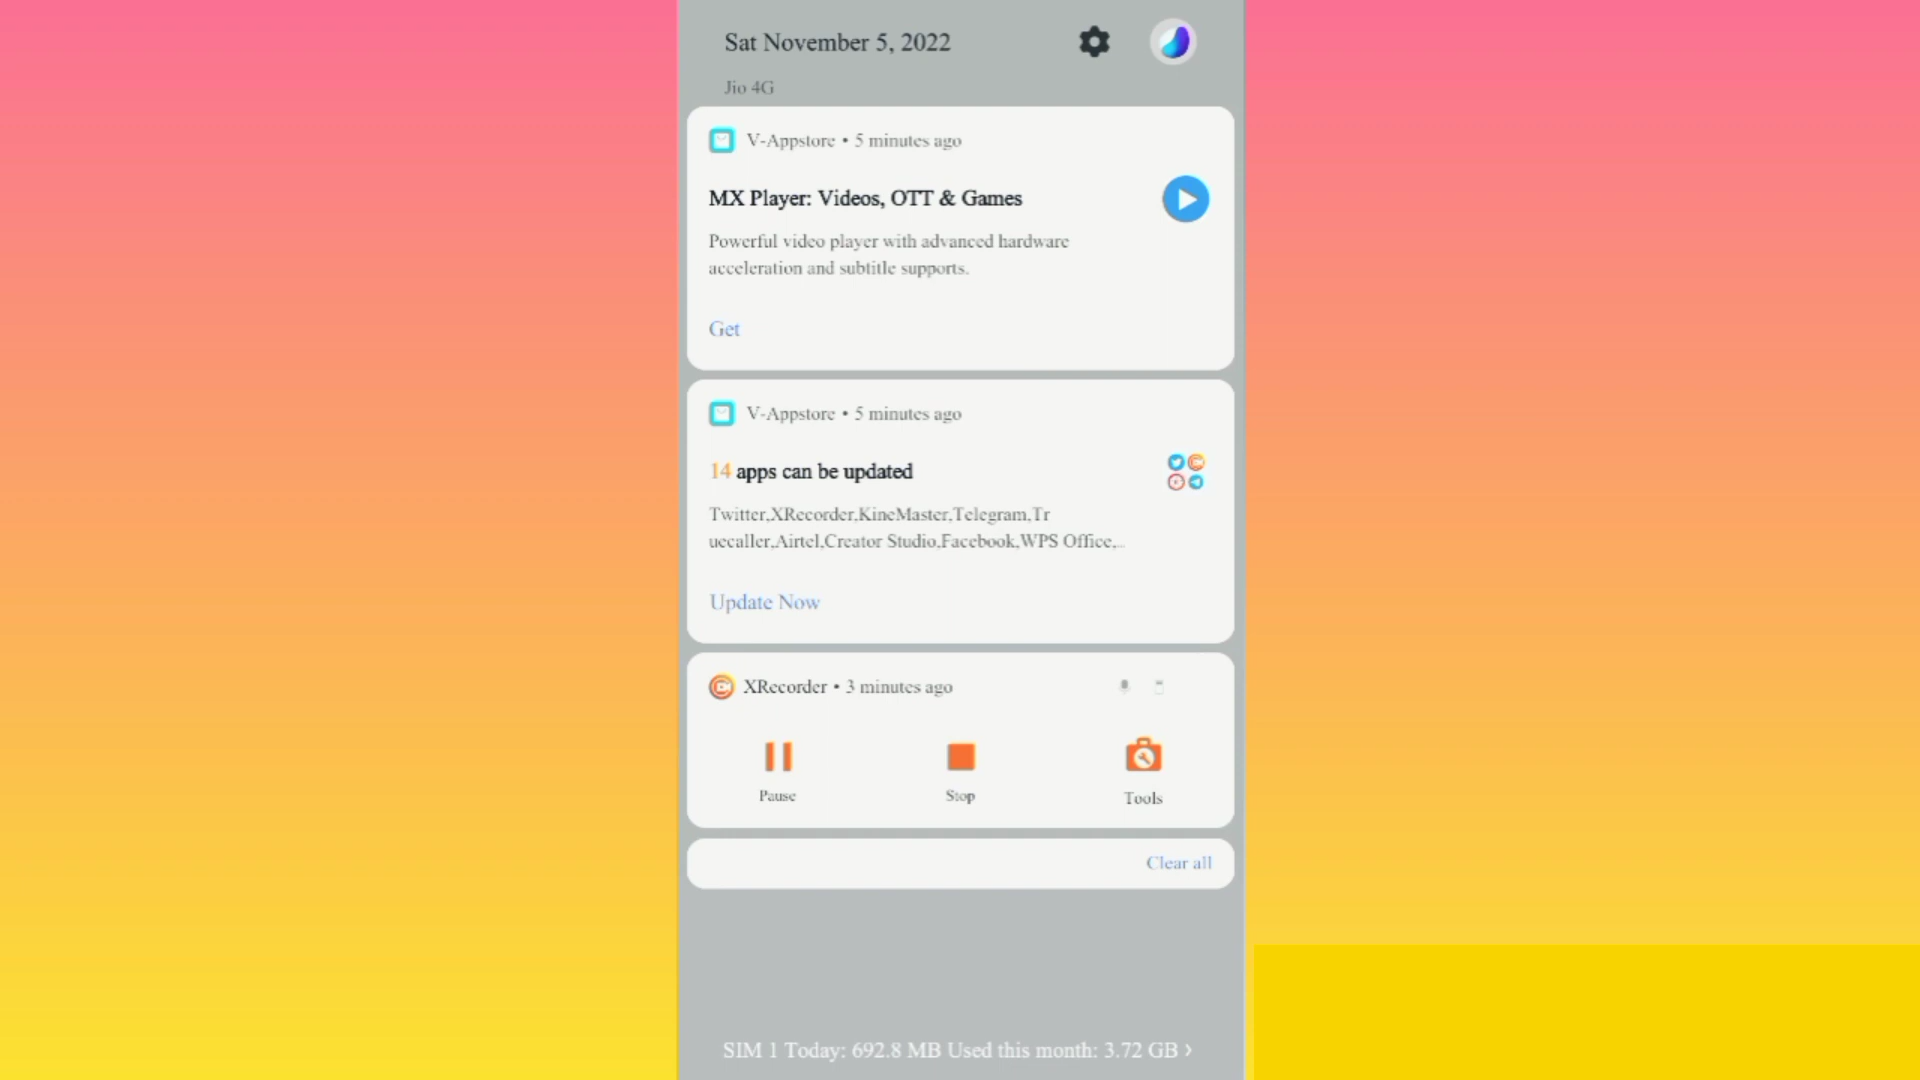 Sat November 5, 2022
Jio 4G
V-Appstore • 5 minutes ago
MX Player: Videos, OTT & Games
Powerful video player with advanced hardware
acceleration and subtitle supports.
Get
V-Appstore • 5 minutes ago
14 apps can be updated
Twitter,XRecorder,KineMaster,Telegram,Tr
uecaller,Airtel,Creator Studio,Facebook,WPS Office,...
Update Now
XRecorder • 3 minutes ago
Pause
Stop
Tools
Clear all
SIM 1 Today: 692.8 MB Used this month: 3.72 GB ›